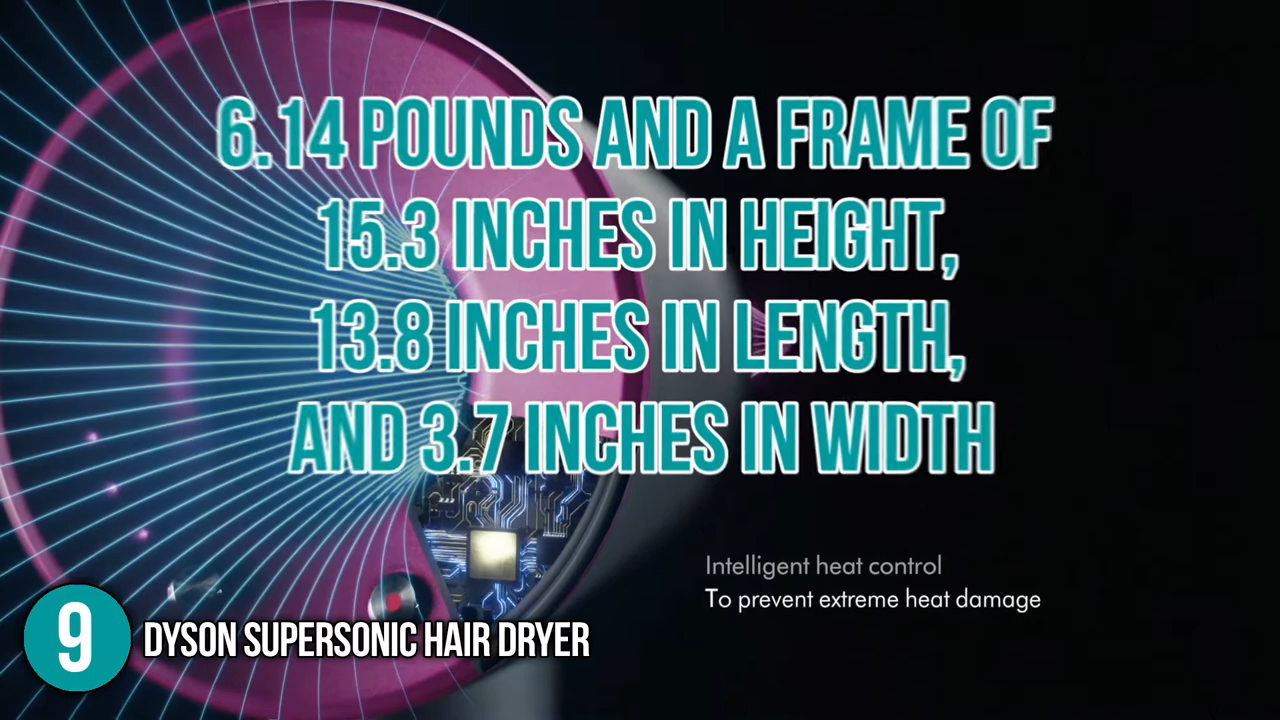 6.14 POUNDS AND A FRAME OF
15.3 INCHES IN HEIGHT,
13.8 INCHES IN LENGTH,
AND 3.7 INCHES IN WIDTH
Intelligent heat control
To prevent extreme heat damage
9
DYSON SUPERSONIC HAIR DRYER